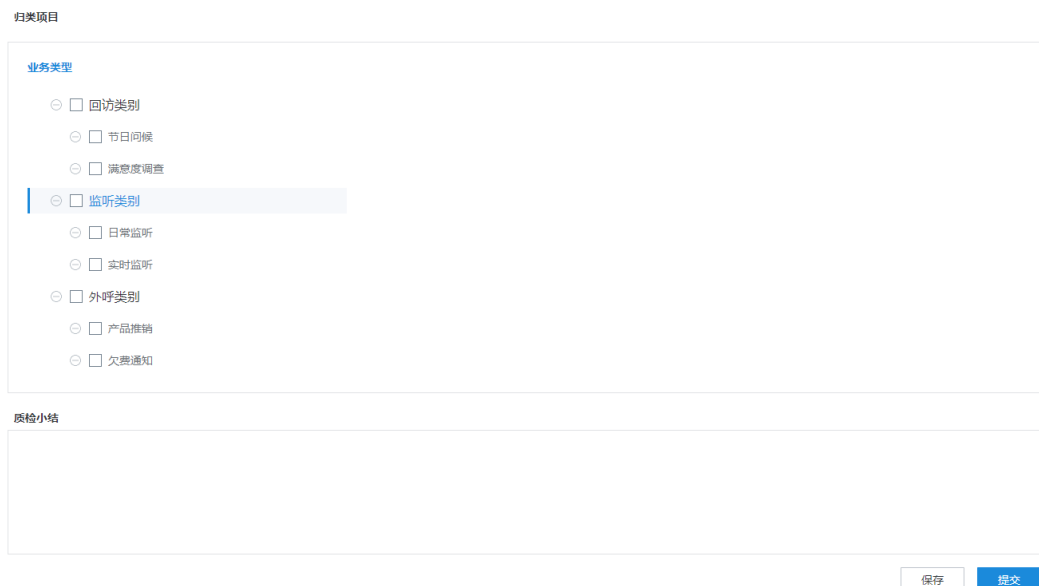 归类项目
业务类型
回访类别
节日问候
满意度调查
监听类别
日常监听
实时监听
外呼类别
产品推销
欠费通知
质检小结
保存
提交